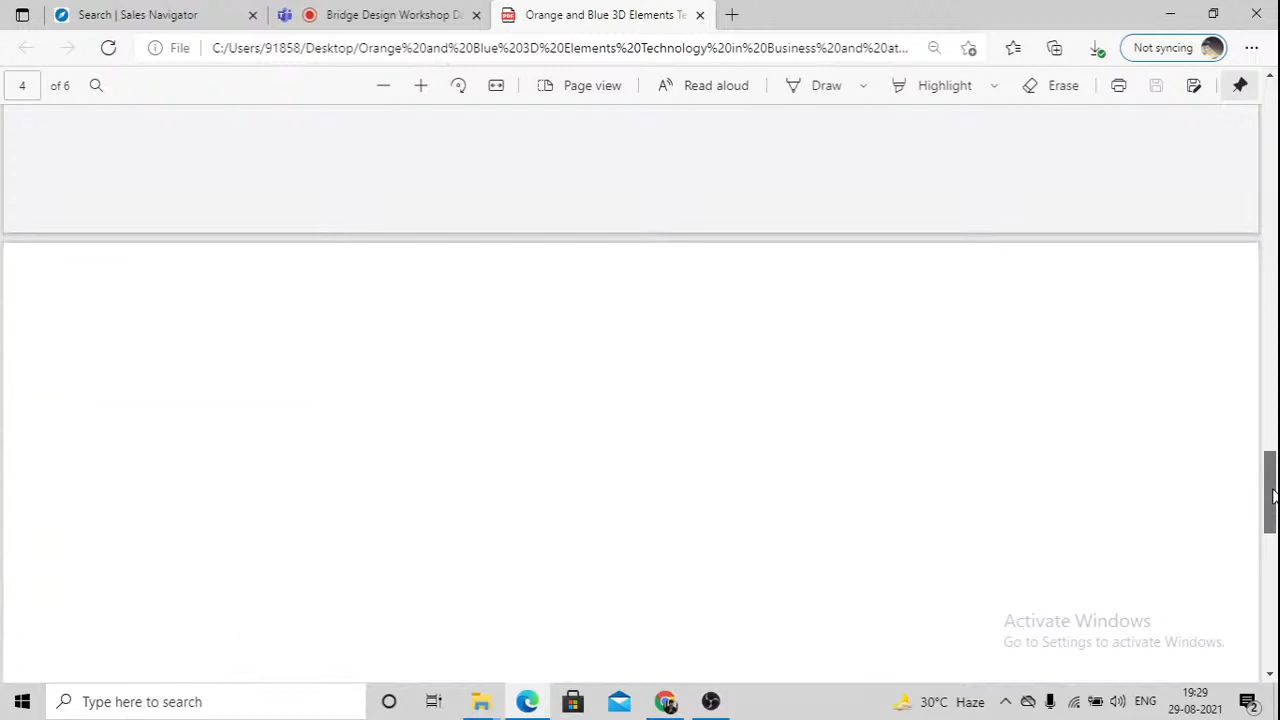 Search | Sales Navigator
Bridge Design Workshop De
Orange and Blue 3D Elements Te
File
C:/Users/91858/Desktop/Orange%20and%20Blue%203D%20Elements%20Technology%20in%20Business%20and%20at...
Not syncing
4
of 6
Page view
Read aloud
Draw
Highlight
Erase
Activate Windows
Go to Settings to activate Windows.
Type here to search
30°C Haze
ENG
19:29
29-08-2021
2